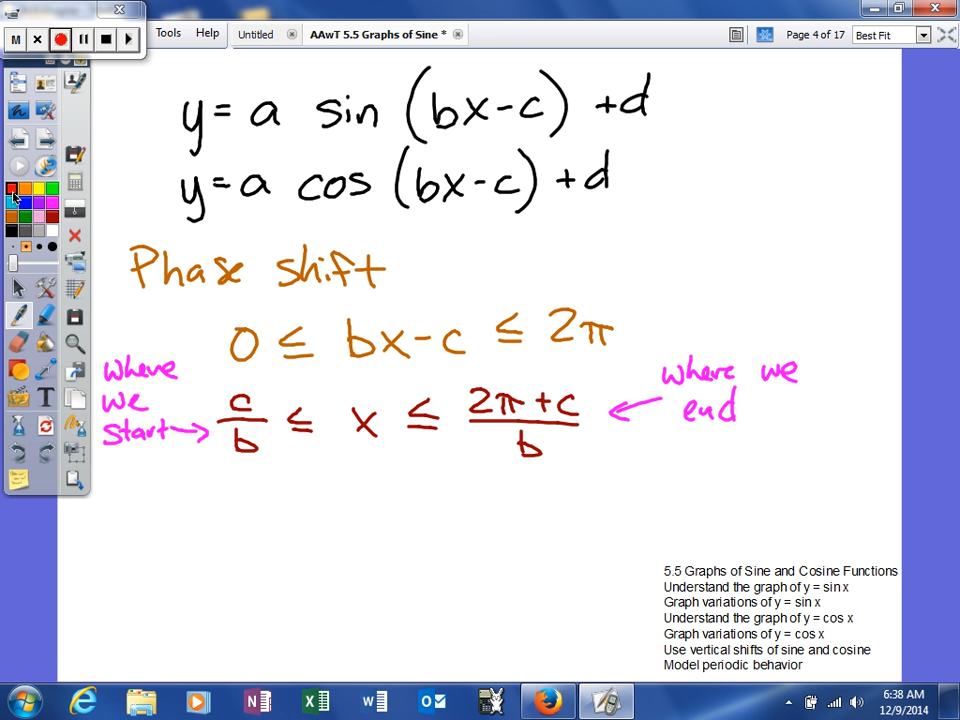 M
Tools Help Untitled AAwT 5.5 Graphs of Sine * Page 4 of 17 Best Fit
y = a sin (bx - c) + d
y = a cos (bx - c) + d
Phase shift
0 ≤ bx - c ≤ 2π
where we start →
c/b ≤ x ≤ (2π + c)/b
← where we end
5.5 Graphs of Sine and Cosine Functions
Understand the graph of y = sin x
Graph variations of y = sin x
Understand the graph of y = cos x
Graph variations of y = cos x
Use vertical shifts of sine and cosine
Model periodic behavior
6:38 AM
12/9/2014